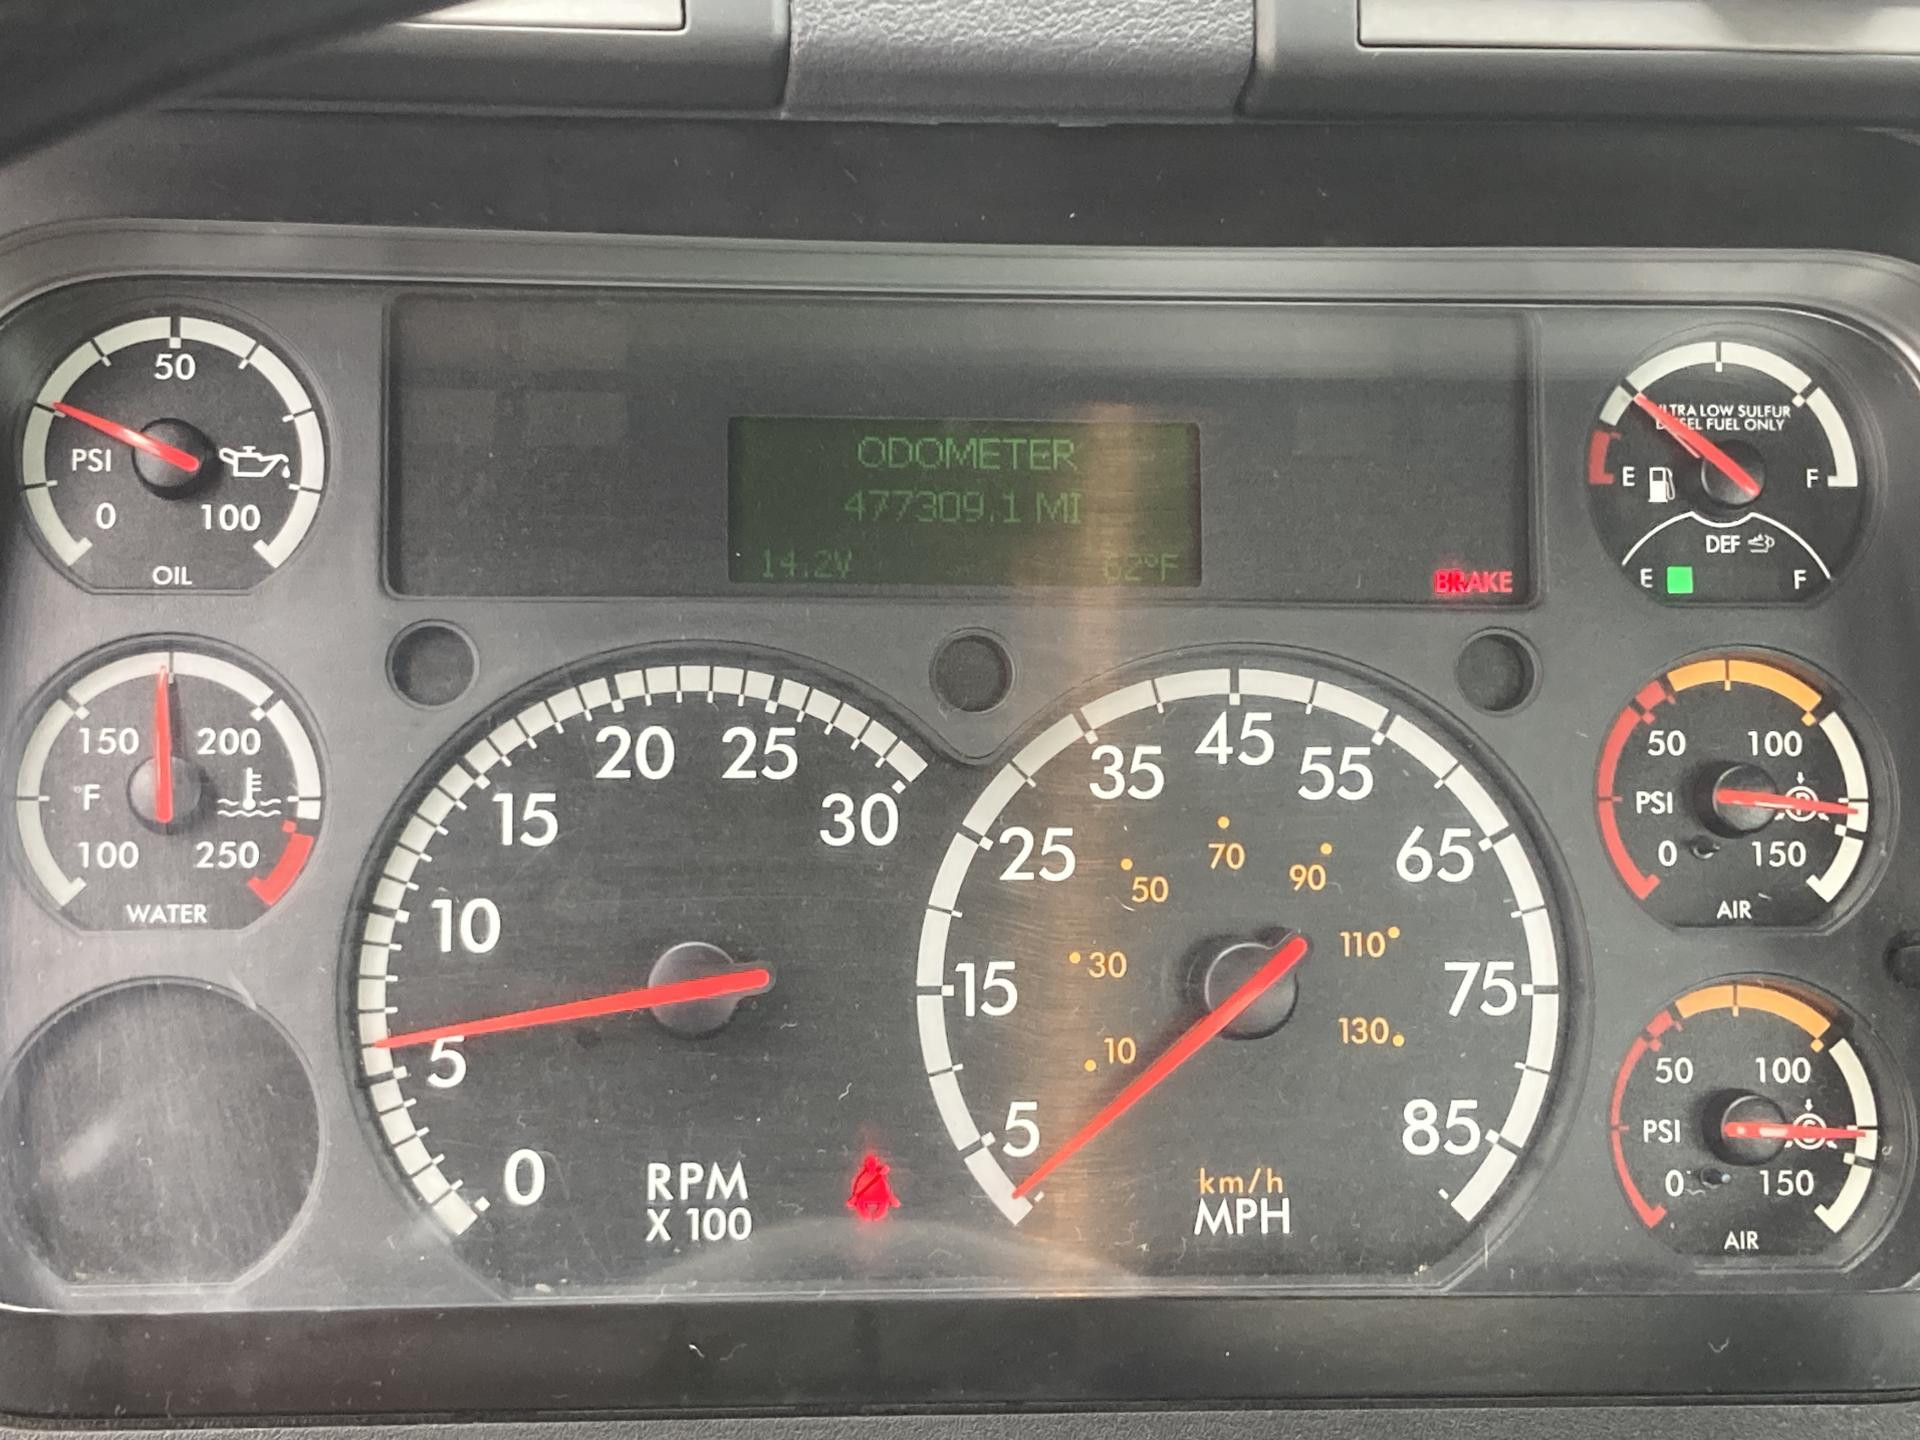 50
PSI
0 100
OIL
ODOMETER
477309.1 MI
14.2V 62°F
BRAKE
ULTRA LOW SULFUR
DIESEL FUEL ONLY
E F
DEF
E F
150 200
°F
100 250
WATER
0 5 10 15 20 25 30
RPM
X 100
5 15 25 35 45 55 65 75 85
10 30 50 70 90 110 130
km/h
MPH
50 100
PSI P
0 150
AIR
50 100
PSI S
0 150
AIR